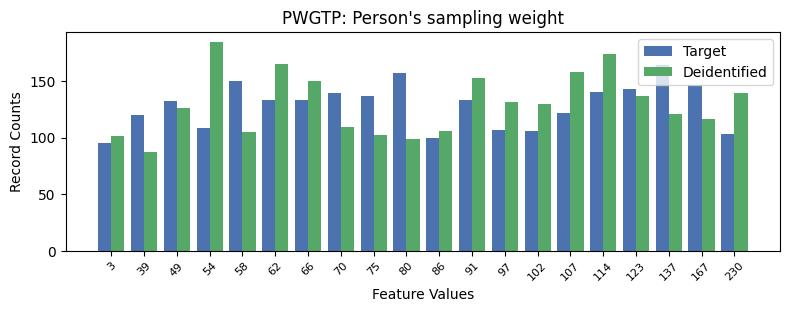 PWGTP: Person's sampling weight
Target
Deidentified
Record Counts
150
100
50
0
3 39 49 54 58 62 66 70 75 80 86 91 97 102 107 114 123 137 167 230
Feature Values